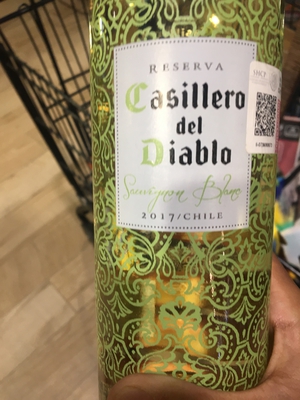 RESERVA
Casillero
del
Diablo
Sauvignon Blanc
2017/CHILE